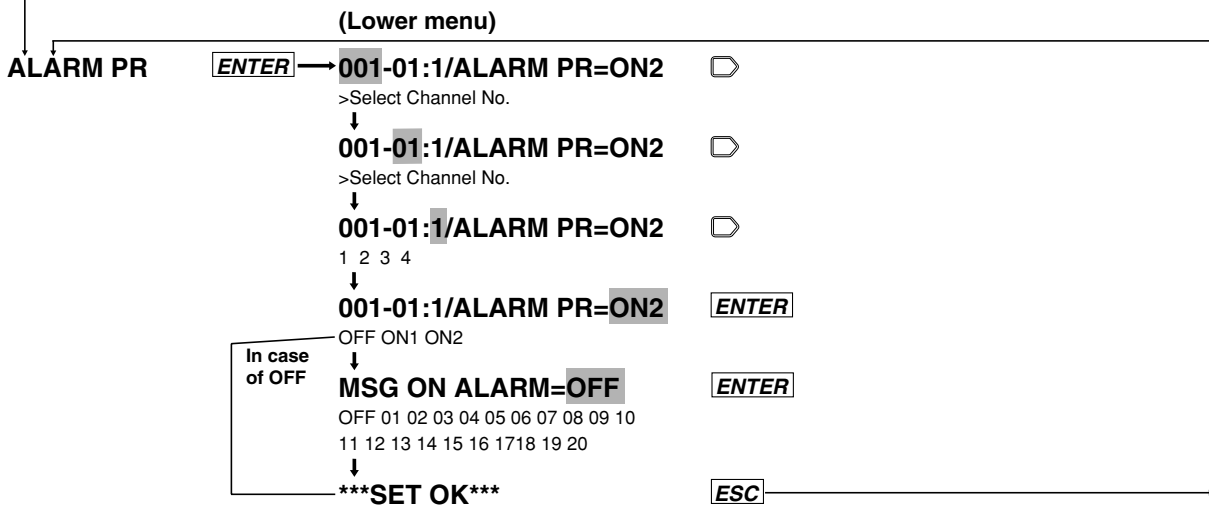 (Lower menu)
ALARM PR ENTER 001-01:1/ALARM PR=ON2
>Select Channel No.
001-01:1/ALARM PR=ON2
>Select Channel No.
001-01:1/ALARM PR=ON2
1 2 3 4
001-01:1/ALARM PR=ON2 ENTER
OFF ON1 ON2
In case
of OFF
MSG ON ALARM=OFF ENTER
OFF 01 02 03 04 05 06 07 08 09 10
11 12 13 14 15 16 1718 19 20
***SET OK*** ESC